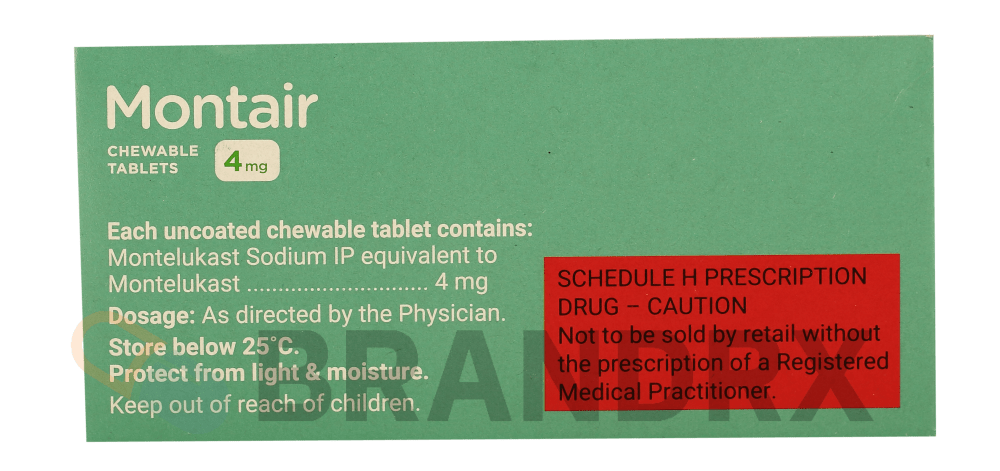 Montair
CHEWABLE
TABLETS
4 mg
Each uncoated chewable tablet contains:
Montelukast Sodium IP equivalent to
Montelukast ............................ 4 mg
Dosage: As directed by the Physician.
Store below 25°C.
Protect from light & moisture.
Keep out of reach of children.
SCHEDULE H PRESCRIPTION
DRUG – CAUTION
Not to be sold by retail without
the prescription of a Registered
Medical Practitioner.
BRANDRX